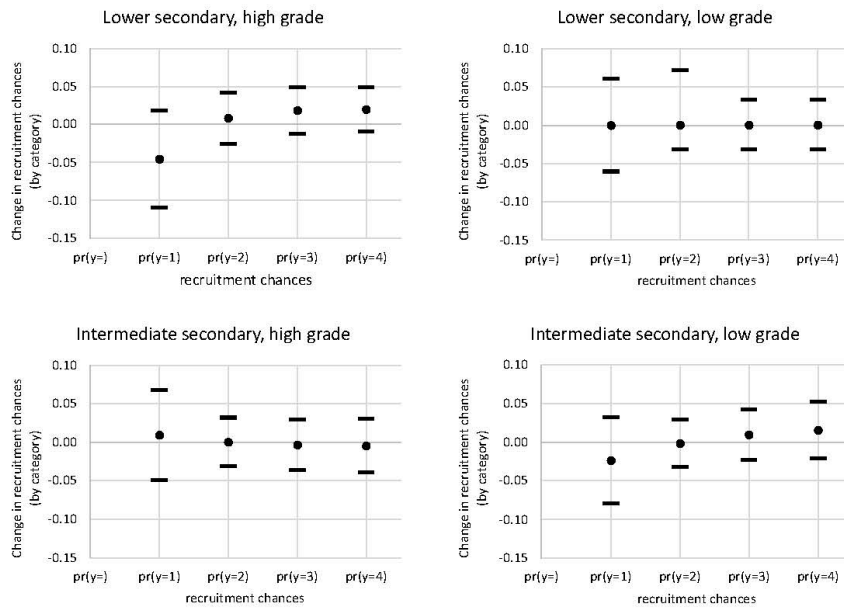 Lower secondary, high grade
Change in recruitment chances
(by category)
0.10
0.05
0.00
-0.05
-0.10
-0.15
pr(y=) pr(y=1) pr(y=2) pr(y=3) pr(y=4)
recruitment chances
Lower secondary, low grade
Change in recruitment chances
(by category)
0.10
0.05
0.00
-0.05
-0.10
-0.15
pr(y=) pr(y=1) pr(y=2) pr(y=3) pr(y=4)
recruitment chances
Intermediate secondary, high grade
Change in recruitment chances
(by category)
0.10
0.05
0.00
-0.05
-0.10
-0.15
pr(y=) pr(y=1) pr(y=2) pr(y=3) pr(y=4)
recruitment chances
Intermediate secondary, low grade
Change in recruitment chances
(by category)
0.10
0.05
0.00
-0.05
-0.10
-0.15
pr(y=) pr(y=1) pr(y=2) pr(y=3) pr(y=4)
recruitment chances